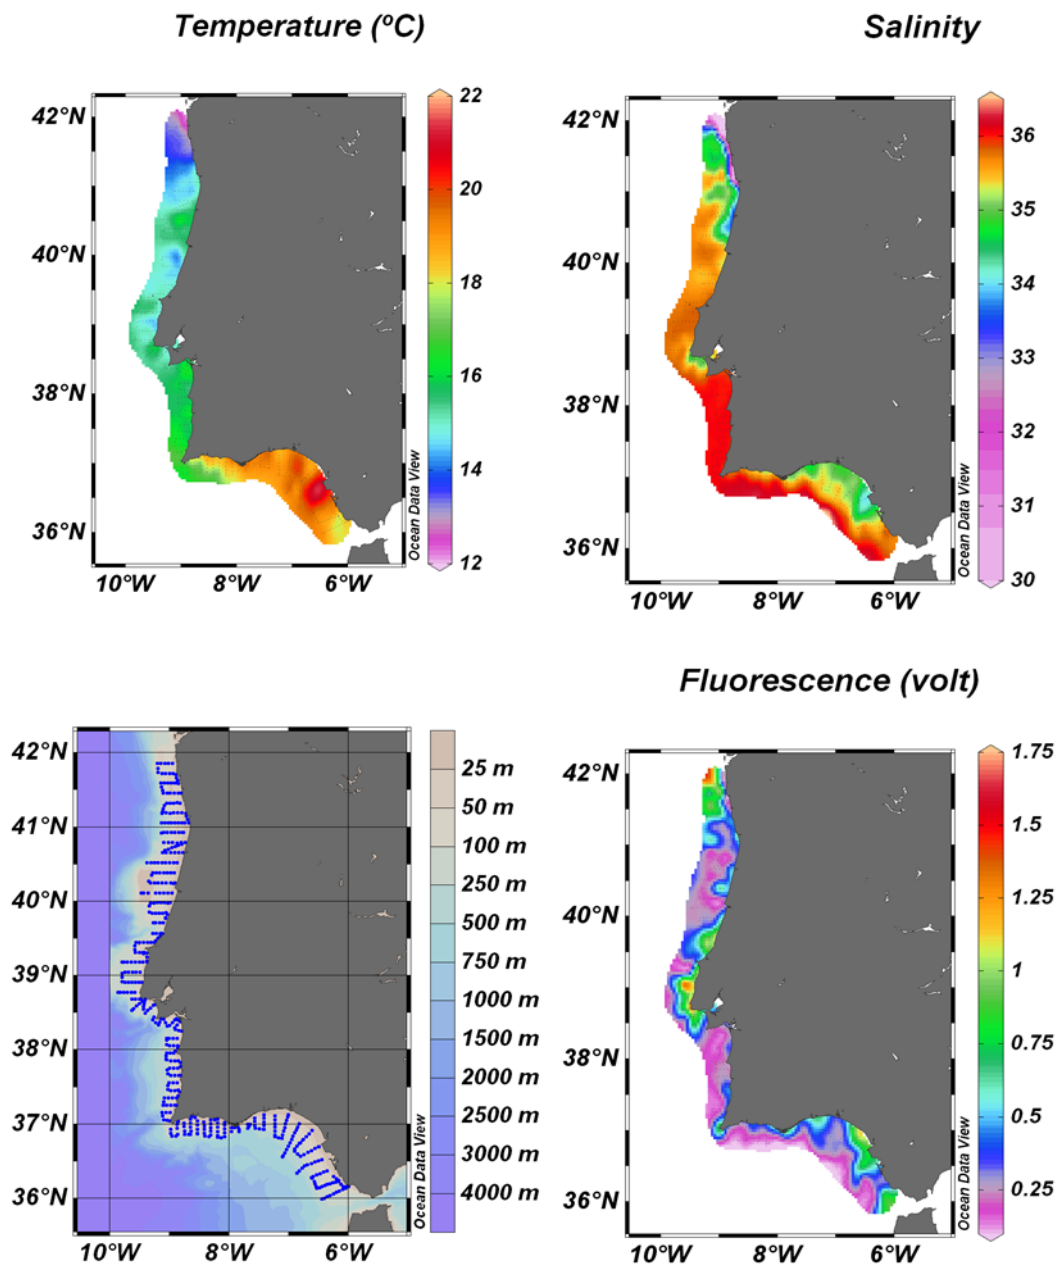 Temperature (ºC)
42°N
40°N
38°N
36°N
10°W 8°W 6°W
22
20
18
16
14
12
Ocean Data View
Salinity
42°N
40°N
38°N
36°N
10°W 8°W 6°W
36
35
34
33
32
31
30
Ocean Data View
42°N
41°N
40°N
39°N
38°N
37°N
36°N
10°W 8°W 6°W
25 m
50 m
100 m
250 m
500 m
750 m
1000 m
1500 m
2000 m
2500 m
3000 m
4000 m
Ocean Data View
Fluorescence (volt)
42°N
40°N
38°N
36°N
10°W 8°W 6°W
1.75
1.5
1.25
1
0.75
0.5
0.25
Ocean Data View